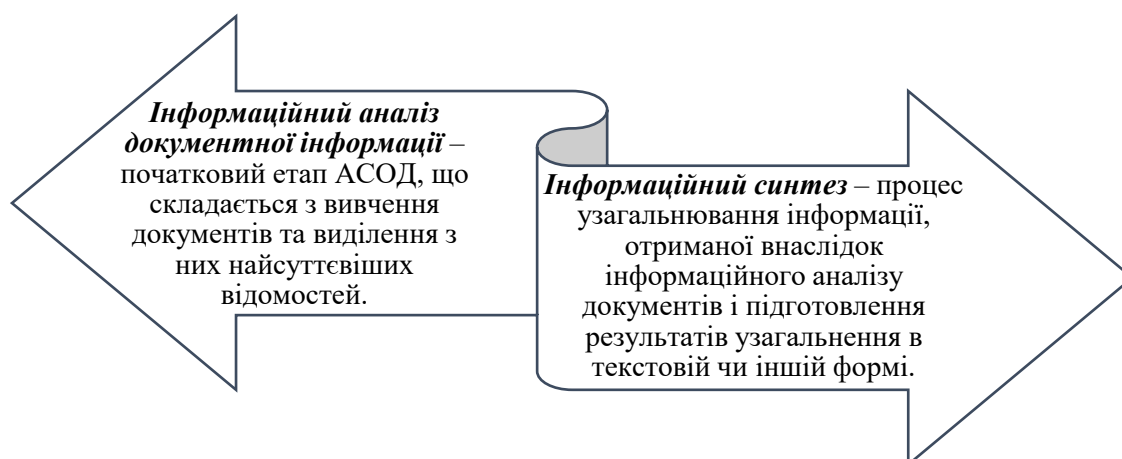 Інформаційний аналіз
документної інформації –
початковий етап АСОД, що
складається з вивчення
документів та виділення з
них найсуттєвіших
відомостей.
Інформаційний синтез – процес
узагальнювання інформації,
отриманої внаслідок
інформаційного аналізу
документів і підготовлення
результатів узагальнення в
текстовій чи іншій формі.